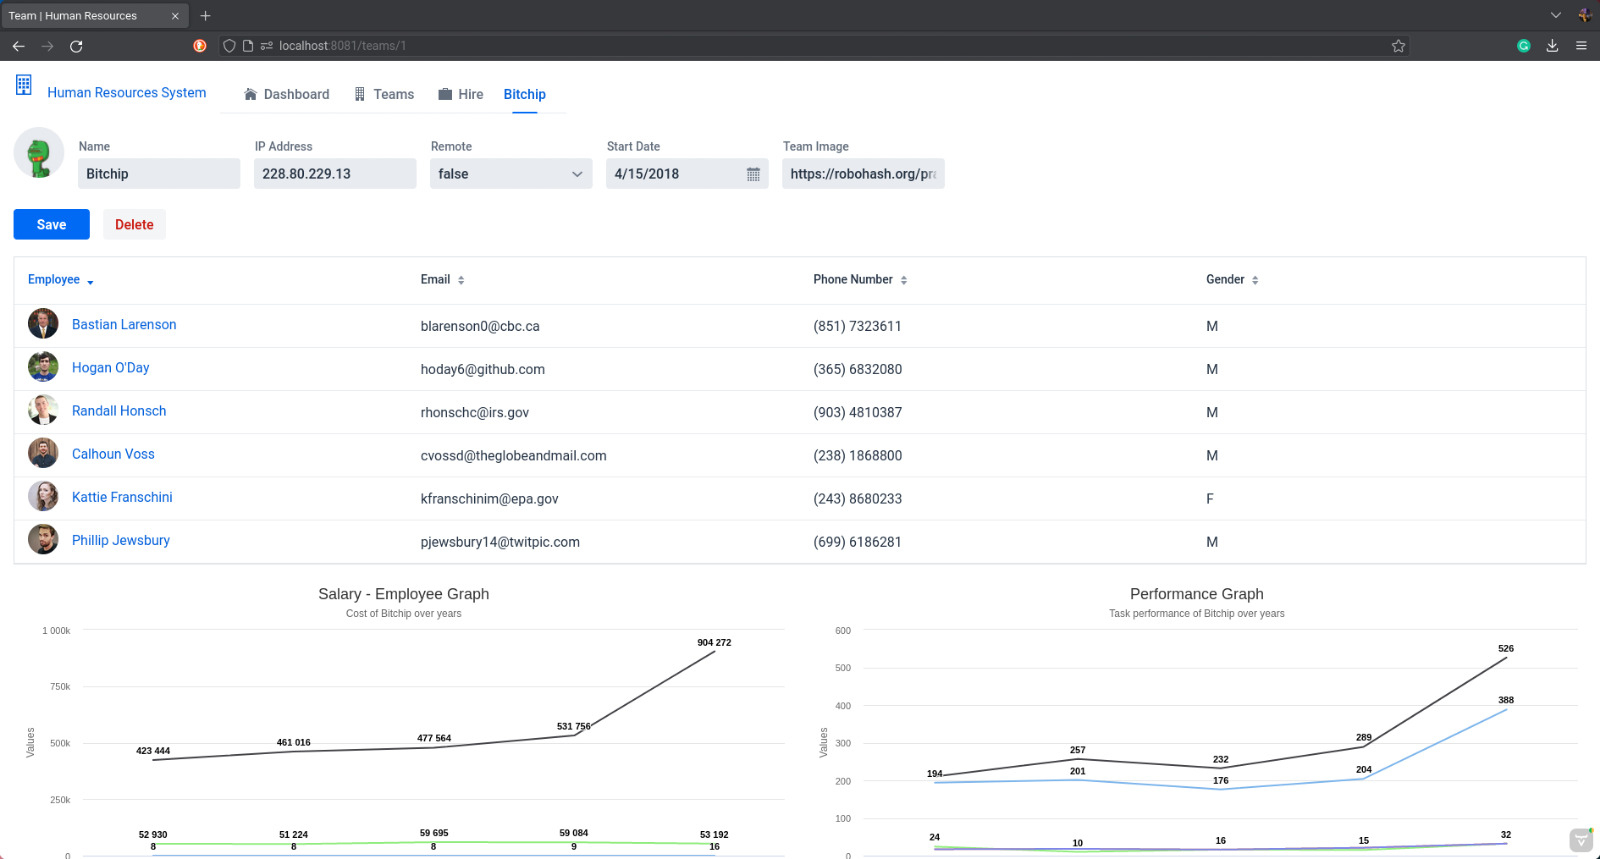 Team | Human Resources
localhost:8081/teams/1
Human Resources System
Dashboard
Teams
Hire
Bitchip
Name
IP Address
Remote
Start Date
Team Image
Bitchip
228.80.229.13
false
4/15/2018
https://robohash.org/pr
Save
Delete
Employee Email Phone Number Gender
Bastian Larenson blarenson0@cbc.ca (851) 7323611 M
Hogan O'Day hoday6@github.com (365) 6832080 M
Randall Honsch rhonschc@irs.gov (903) 4810387 M
Calhoun Voss cvossd@theglobeandmail.com (238) 1868800 M
Kattie Franschini kfranschinim@epa.gov (243) 8680233 F
Phillip Jewsbury pjewsbury14@twitpic.com (699) 6186281 M
Salary - Employee Graph
Cost of Bitchip over years
Values
1 000k
750k
500k
250k
0
423 444
461 016
477 564
531 756
904 272
52 930
51 224
59 695
59 084
53 192
8
8
8
9
16
Performance Graph
Task performance of Bitchip over years
Values
600
500
400
300
200
100
0
194
257
232
289
526
201
176
204
388
24
10
16
15
32